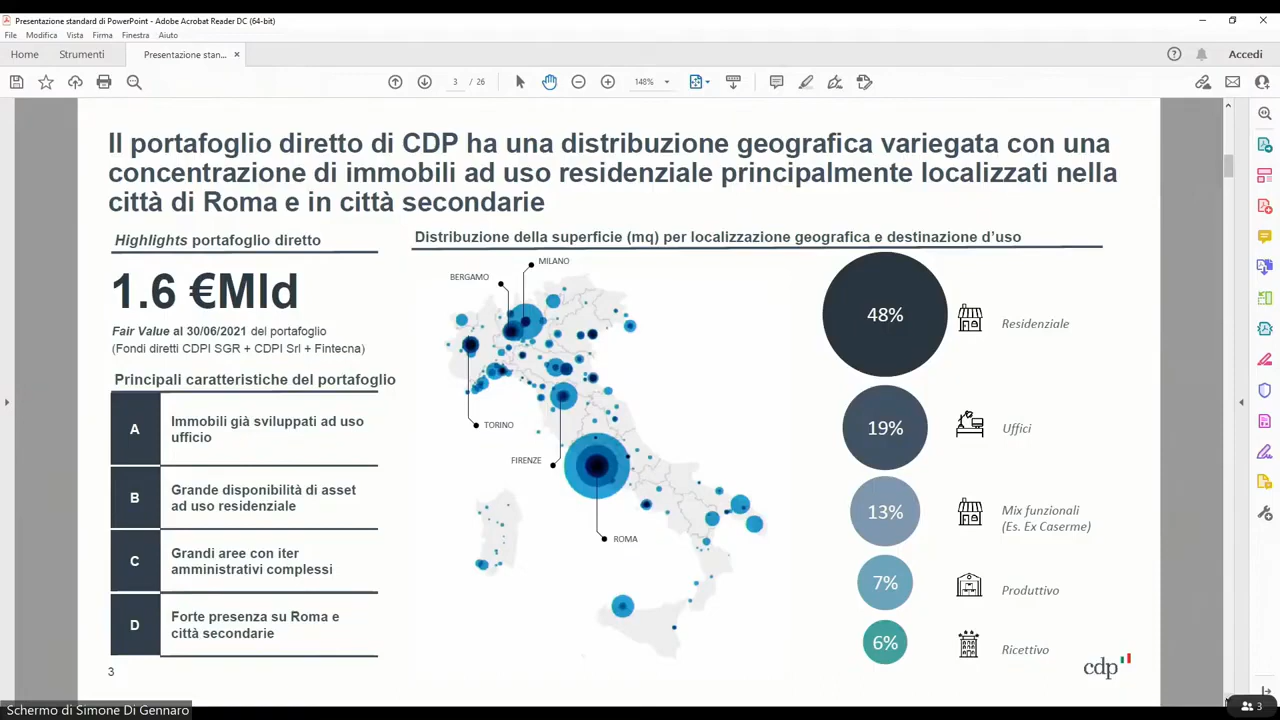 Presentazione standard di PowerPoint - Adobe Acrobat Reader DC (64-bit)
File Modifica Vista Firma Finestra Aiuto
Home Strumenti Presentazione stan... × Accedi
3 / 26 148%
Il portafoglio diretto di CDP ha una distribuzione geografica variegata con una
concentrazione di immobili ad uso residenziale principalmente localizzati nella
città di Roma e in città secondarie
Highlights portafoglio diretto
1.6 €Mld
Fair Value al 30/06/2021 del portafoglio
(Fondi diretti CDPI SGR + CDPI Srl + Fintecna)
Principali caratteristiche del portafoglio
A Immobili già sviluppati ad uso
ufficio
B Grande disponibilità di asset
ad uso residenziale
C Grandi aree con iter
amministrativi complessi
D Forte presenza su Roma e
città secondarie
Distribuzione della superficie (mq) per localizzazione geografica e destinazione d'uso
MILANO
BERGAMO
TORINO
FIRENZE
ROMA
48% Residenziale
19% Uffici
13% Mix funzionali
(Es. Ex Caserme)
7% Produttivo
6% Ricettivo
cdp
3
Schermo di Simone Di Gennaro
3